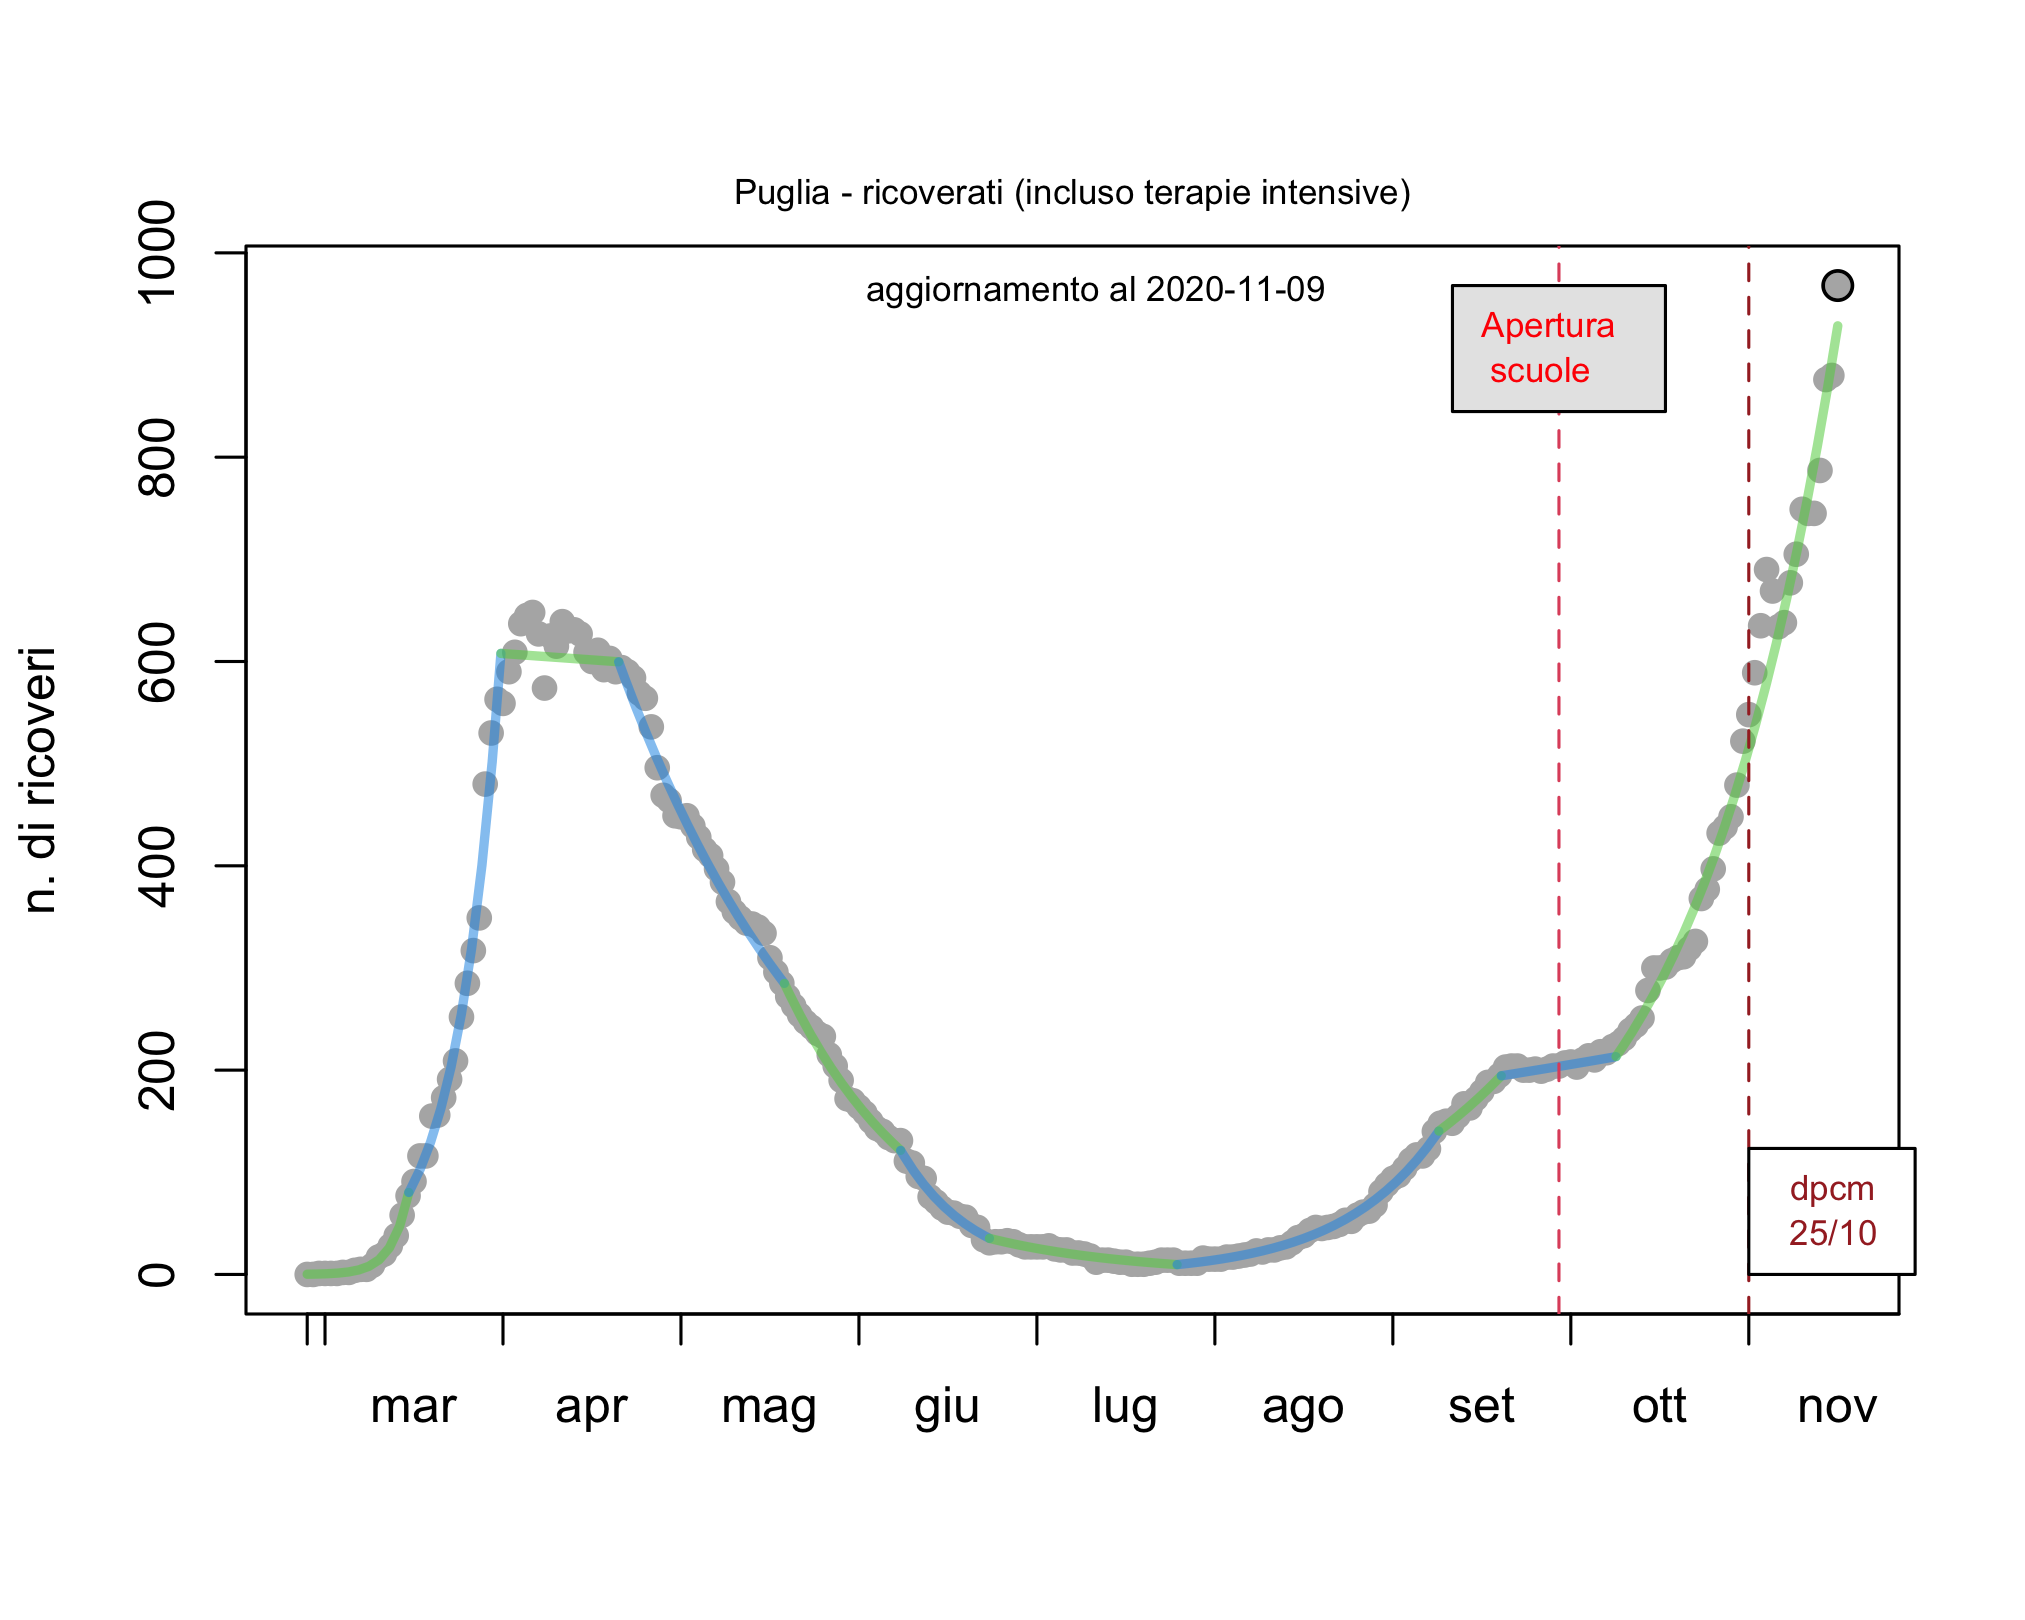 Puglia - ricoverati (incluso terapie intensive)
aggiornamento al 2020-11-09
Apertura
scuole
dpcm
25/10
n. di ricoveri
1000
800
600
400
200
0
mar apr mag giu lug ago set ott nov